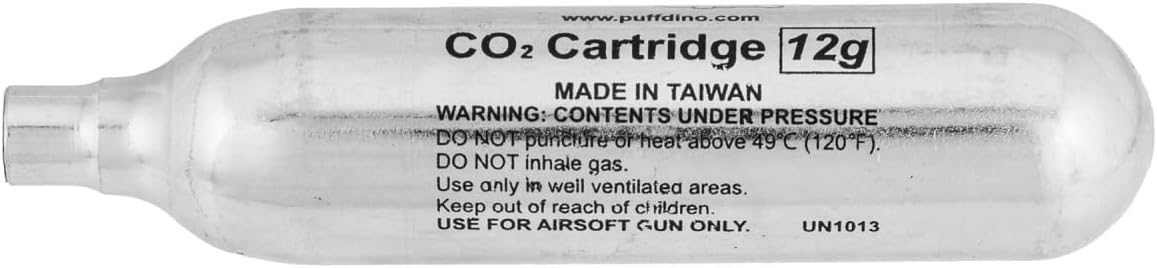 www.puffdino.com
CO₂ Cartridge 12g
MADE IN TAIWAN
WARNING: CONTENTS UNDER PRESSURE
DO NOT puncture or heat above 49°C (120°F).
DO NOT inhale gas.
Use only in well ventilated areas.
Keep out of reach of children.
USE FOR AIRSOFT GUN ONLY. UN1013